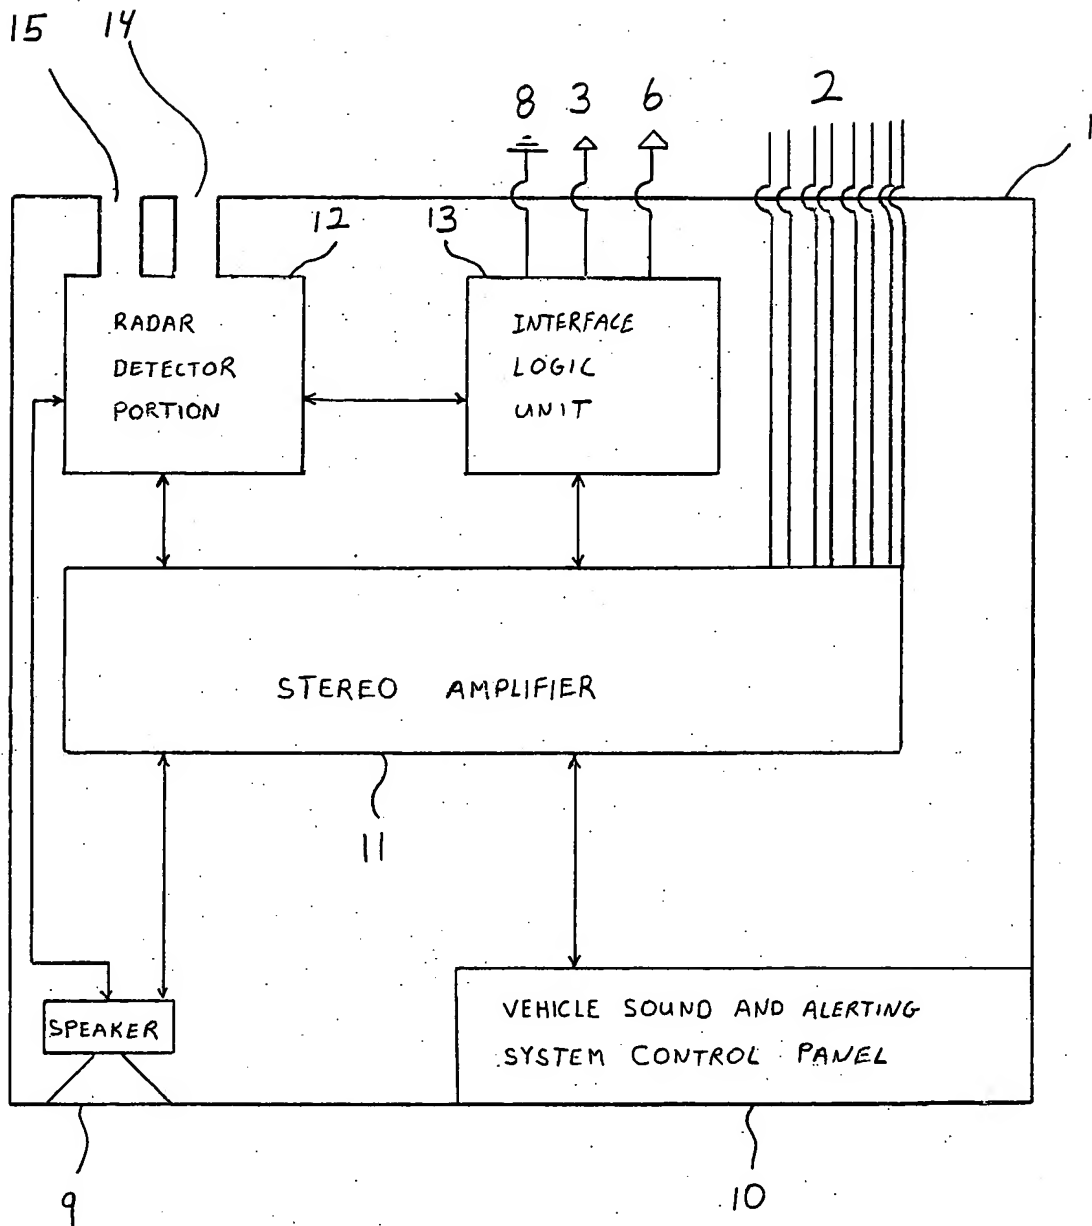 15 14
8 3 6 2
1
12 13
RADAR
DETECTOR
PORTION
INTERFACE
LOGIC
UNIT
STEREO AMPLIFIER
11
SPEAKER
VEHICLE SOUND AND ALERTING
SYSTEM CONTROL PANEL
9
10